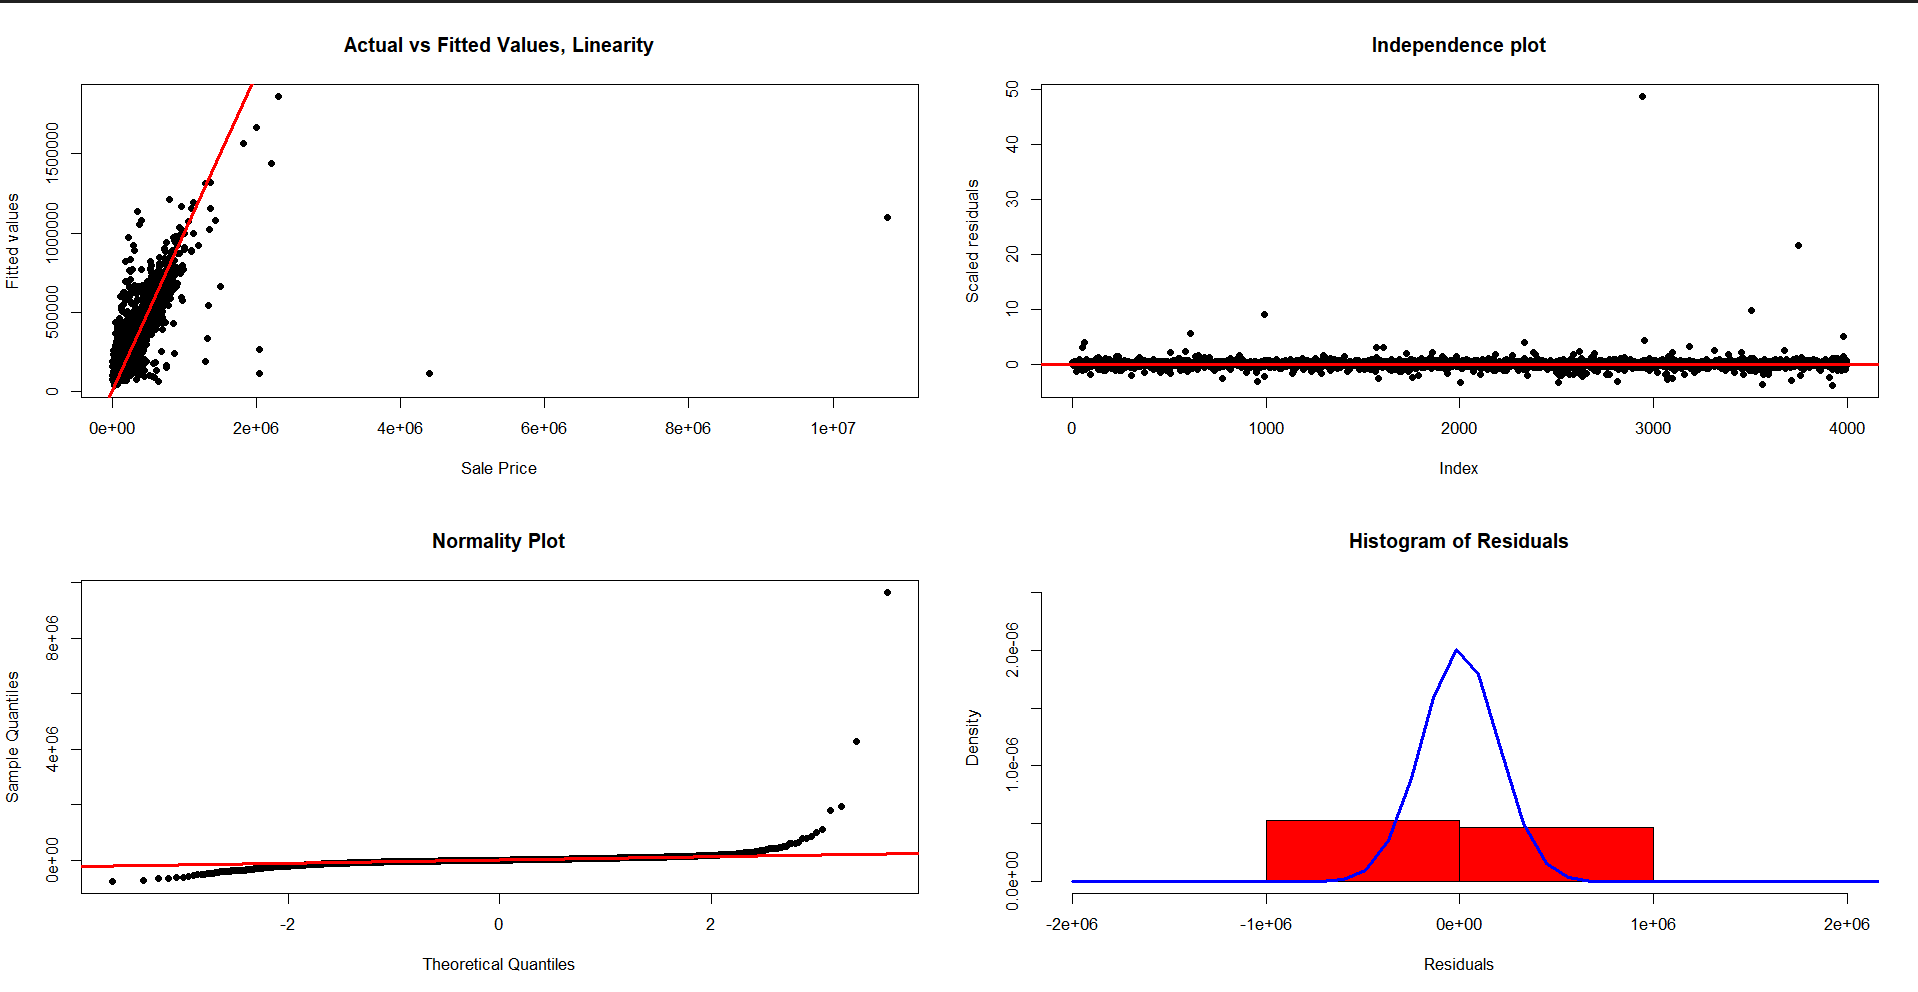 Actual vs Fitted Values, Linearity
Fitted values
0 500000 1000000 1500000
0e+00 2e+06 4e+06 6e+06 8e+06 1e+07
Sale Price
Independence plot
Scaled residuals
0 10 20 30 40 50
0 1000 2000 3000 4000
Index
Normality Plot
Sample Quantiles
0e+00 4e+06 8e+06
-2 0 2
Theoretical Quantiles
Histogram of Residuals
Density
0.0e+00 1.0e-06 2.0e-06
-2e+06 -1e+06 0e+00 1e+06 2e+06
Residuals